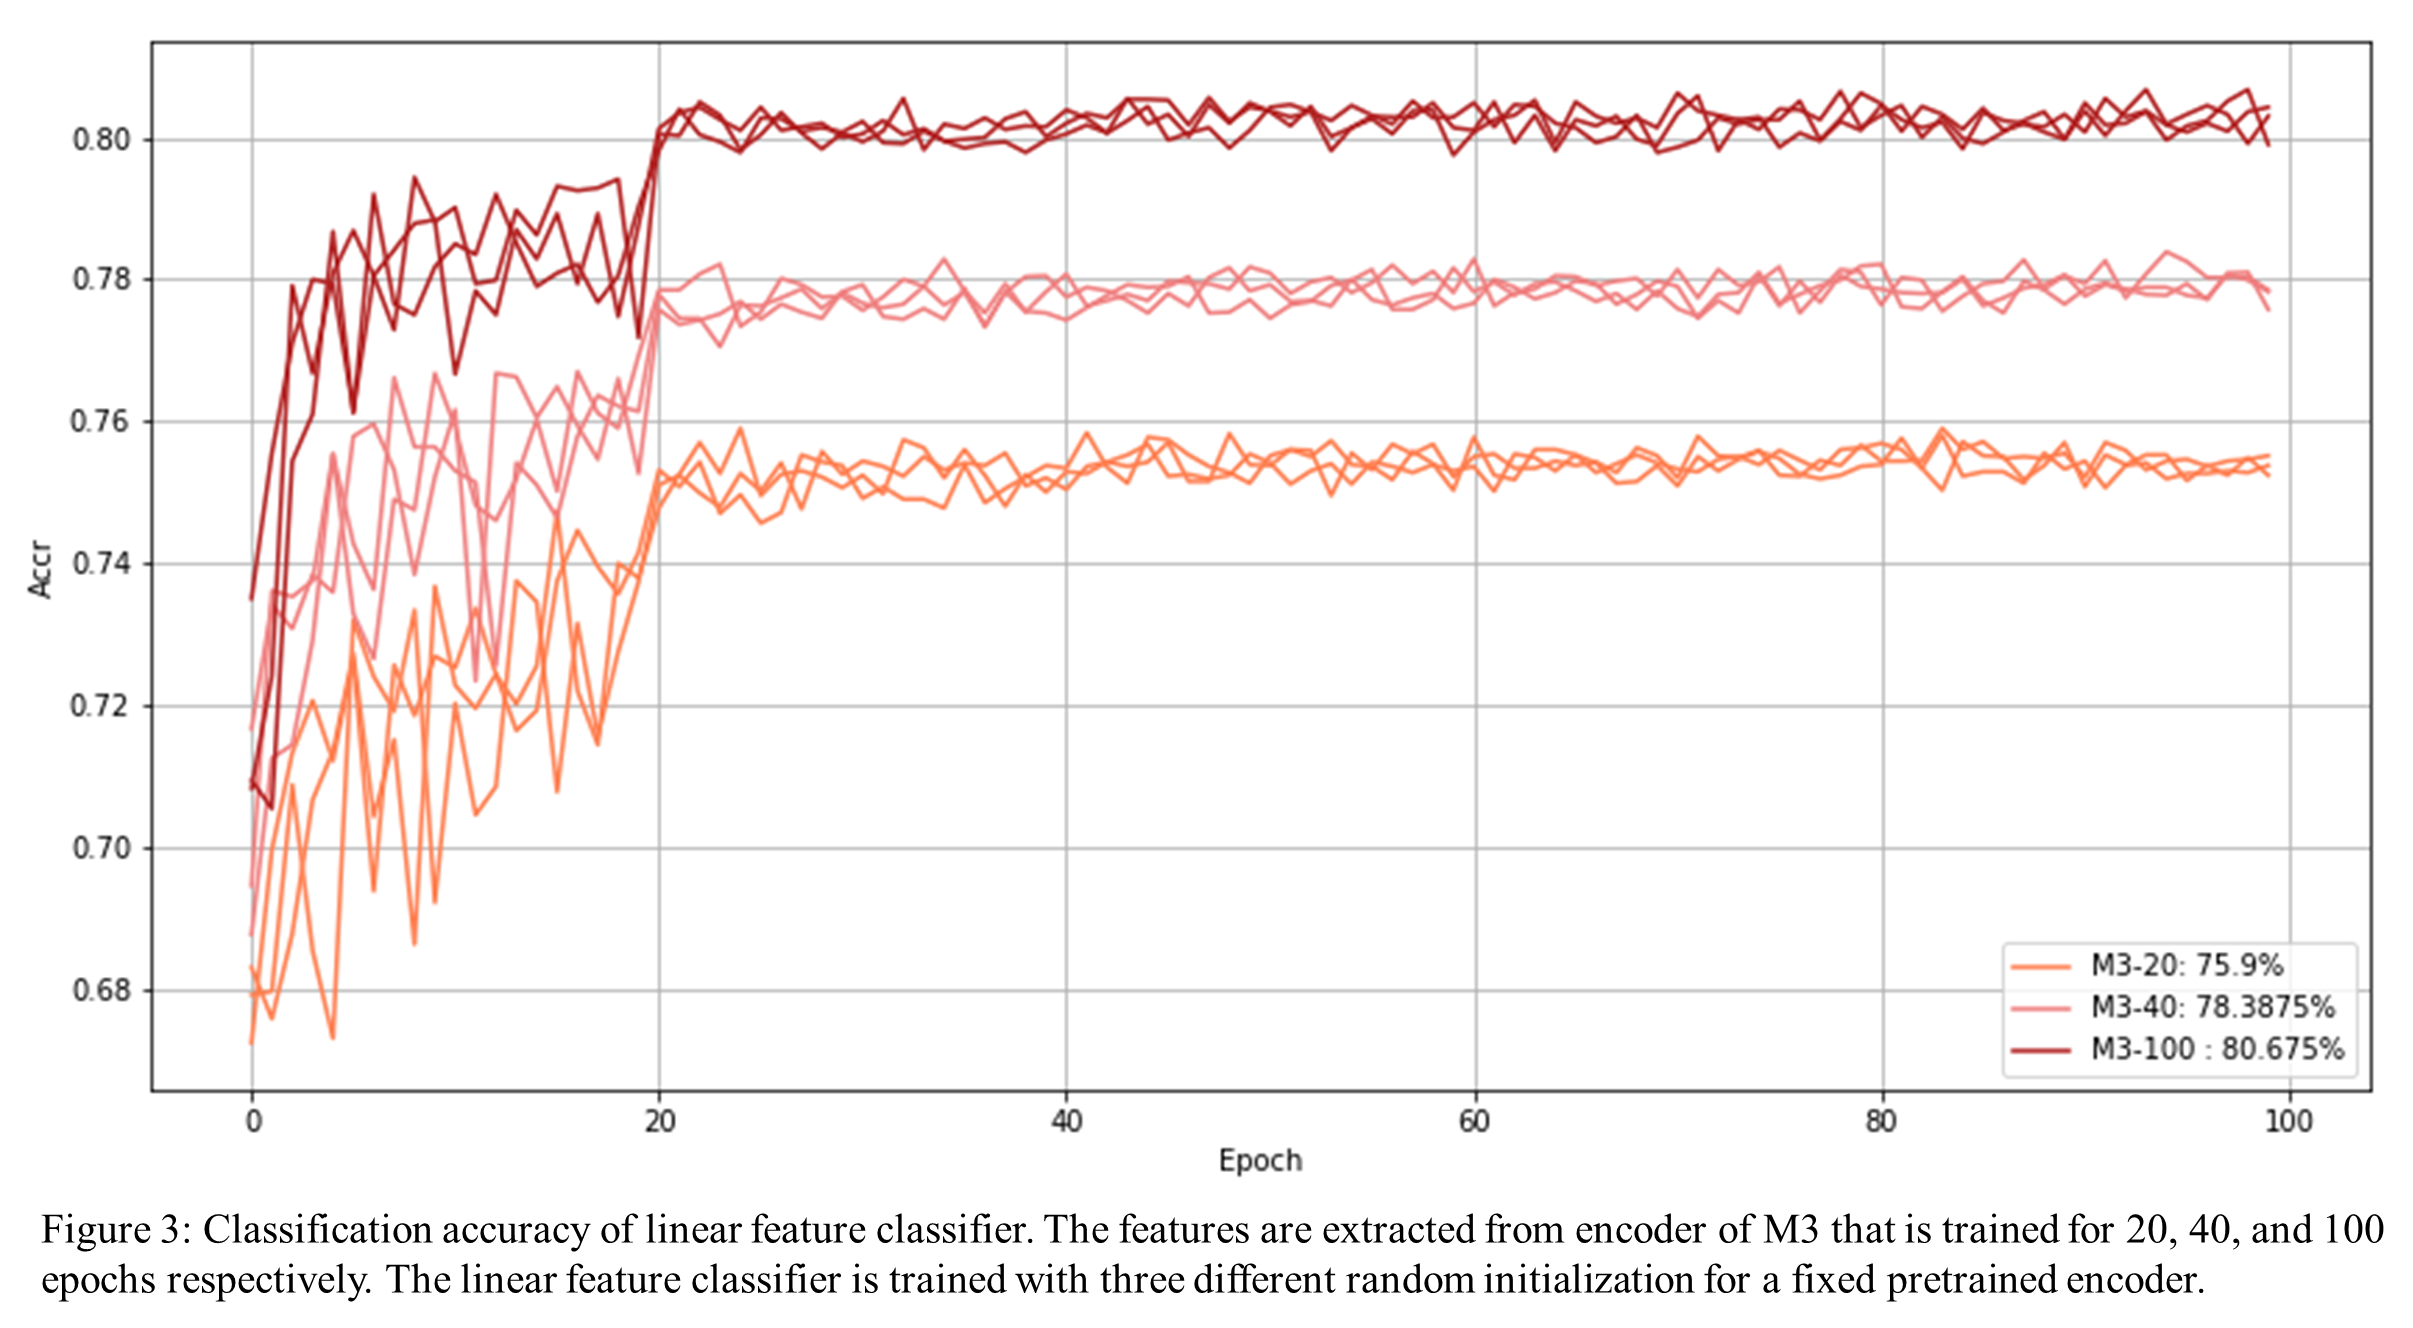 0.80
0.78
0.76
0.74
0.72
0.70
0.68
Accr
0 20 40 60 80 100
Epoch
M3-20: 75.9%
M3-40: 78.3875%
M3-100 : 80.675%
Figure 3: Classification accuracy of linear feature classifier. The features are extracted from encoder of M3 that is trained for 20, 40, and 100
epochs respectively. The linear feature classifier is trained with three different random initialization for a fixed pretrained encoder.